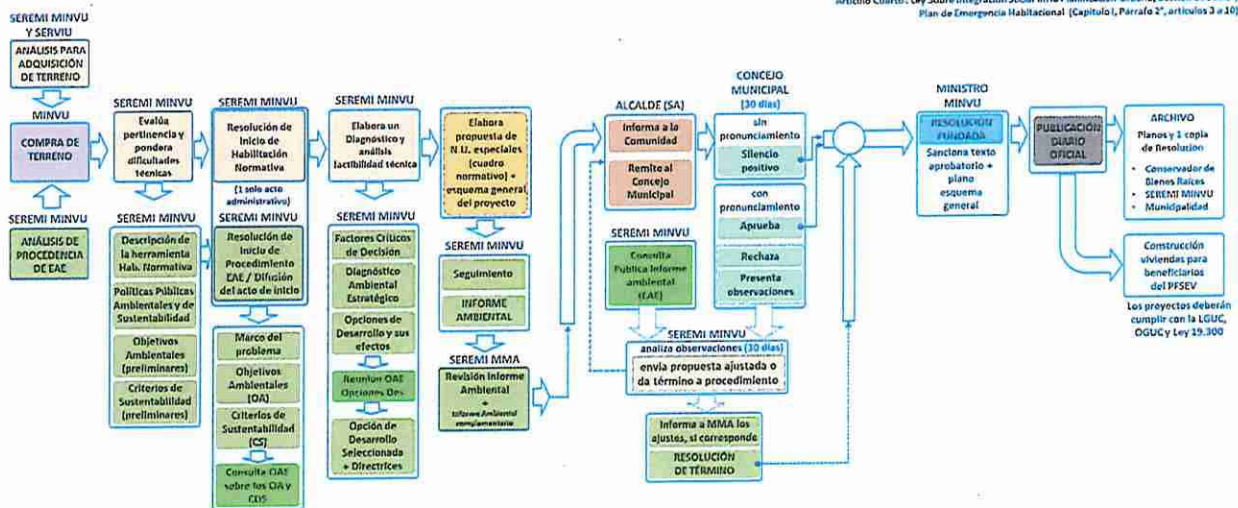 Plan de Emergencia Habitacional (Capítulo I, Párrafo 2°, artículos 3 a 10)
SEREMI MINVU
Y SERVIU
ANÁLISIS PARA
ADQUISICIÓN
DE TERRENO
MINVU
COMPRA DE
TERRENO
SEREMI MINVU
ANÁLISIS DE
PROCEDENCIA
DE EAE
SEREMI MINVU
Evalúa
pertinencia y
pondera
dificultades
técnicas
SEREMI MINVU
Descripción de
la herramienta
Hab. Normativa
Políticas Públicas
Ambientales y de
Sustentabilidad
Objetivos
Ambientales
(preliminares)
Criterios de
Sustentabilidad
(preliminares)
SEREMI MINVU
Resolución de
Inicio de
Habilitación
Normativa
(1 solo acto
administrativo)
SEREMI MINVU
Resolución de
Inicio de
Procedimiento
EAE / Difusión
del acto de inicio
Marco del
problema
Objetivos
Ambientales
(OA)
Criterios de
Sustentabilidad
(CS)
Consulta OAE
sobre los OA y
CDS
SEREMI MINVU
Elabora un
Diagnóstico y
análisis
factibilidad técnica
Factores Críticos
de Decisión
Diagnóstico
Ambiental
Estratégico
Opciones de
Desarrollo y sus
efectos
Reunion OAE
Opciones Des
Opción de
Desarrollo
Seleccionada
+ Directrices
SEREMI MINVU
Elabora
propuesta de
N.U. especiales
(cuadro
normativo) +
esquema general
del proyecto
SEREMI MINVU
Seguimiento
INFORME
AMBIENTAL
SEREMI MMA
Revisión Informe
Ambiental
+
Informe Ambiental
complementario
ALCALDE (SA)
Informa a la
Comunidad
Remite al
Concejo
Municipal
SEREMI MINVU
Consulta
Pública Informe
ambiental
(EAE)
CONCEJO
MUNICIPAL
(30 días)
sin
pronunciamiento
Silencio
positivo
con
pronunciamiento
Aprueba
Rechaza
Presenta
observaciones
SEREMI MINVU
analiza observaciones (30 días)
envia propuesta ajustada o
da término a procedimiento
Informa a MMA los
ajustes, si corresponde
RESOLUCIÓN
DE TÉRMINO
MINISTRO
MINVU
RESOLUCIÓN
FUNDADA
Sanciona texto
aprobatorio +
plano
esquema
general
PUBLICACIÓN
DIARIO
OFICIAL
ARCHIVO
Planos y 1 copia
de Resolución
• Conservador de
Bienes Raíces
• SEREMI MINVU
• Municipalidad
Construcción
viviendas para
beneficiarios
del PFSEV
Los proyectos deberán
cumplir con la LGUC,
OGUC y Ley 19.300